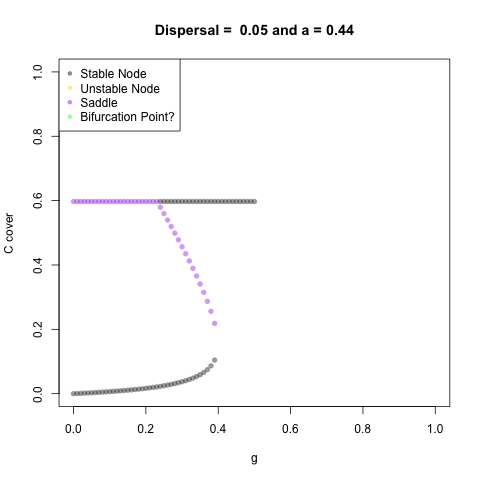 Dispersal =  0.05 and a = 0.44
Stable Node
Unstable Node
Saddle
Bifurcation Point?
C cover
1.0
0.8
0.6
0.4
0.2
0.0
0.0 0.2 0.4 0.6 0.8 1.0
g